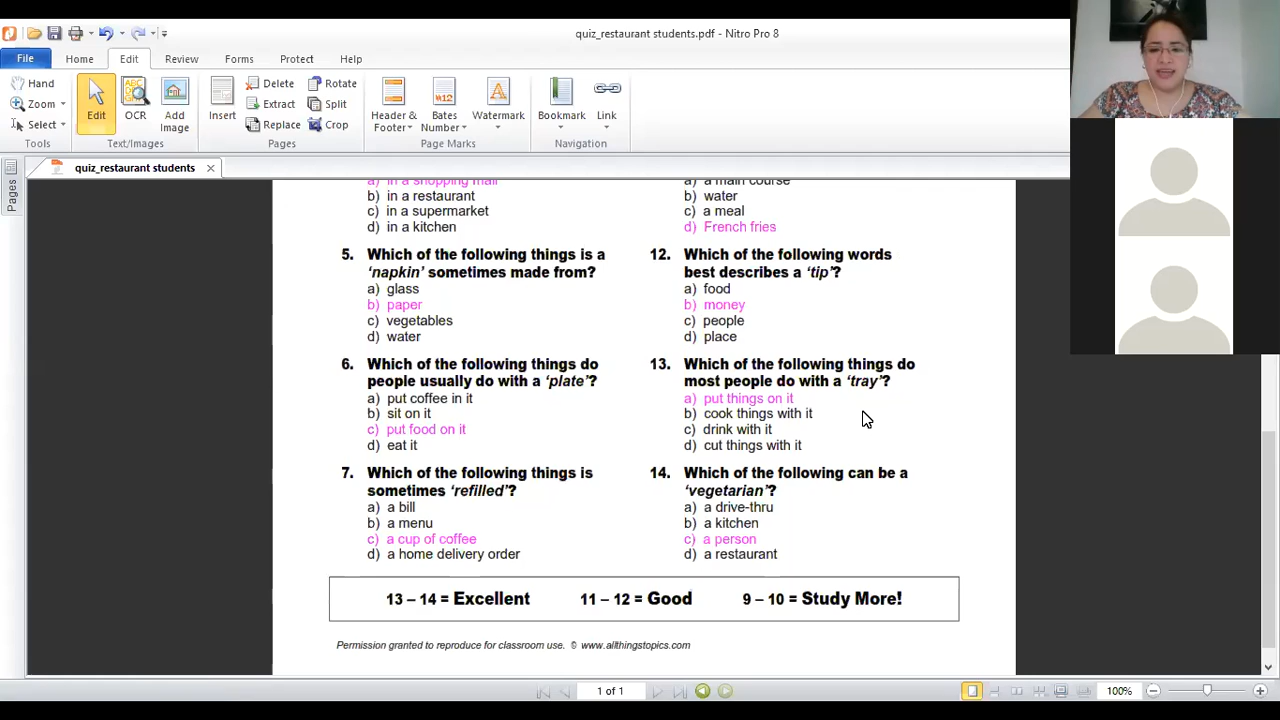 quiz_restaurant students.pdf - Nitro Pro 8
File
Home
Edit
Review
Forms
Protect
Help
Hand
Zoom
Select
Tools
Edit
OCR
Add
Image
Text/Images
Insert
Delete
Extract
Replace
Rotate
Split
Crop
Pages
Header &
Footer
Bates
Number
Watermark
Page Marks
Bookmark
Link
Navigation
quiz_restaurant students
Pages
a) in a shopping mall
b) in a restaurant
c) in a supermarket
d) in a kitchen
5. Which of the following things is a
‘napkin’ sometimes made from?
a) glass
b) paper
c) vegetables
d) water
6. Which of the following things do
people usually do with a ‘plate’?
a) put coffee in it
b) sit on it
c) put food on it
d) eat it
7. Which of the following things is
sometimes ‘refilled’?
a) a bill
b) a menu
c) a cup of coffee
d) a home delivery order
a) a main course
b) water
c) a meal
d) French fries
12. Which of the following words
best describes a ‘tip’?
a) food
b) money
c) people
d) place
13. Which of the following things do
most people do with a ‘tray’?
a) put things on it
b) cook things with it
c) drink with it
d) cut things with it
14. Which of the following can be a
‘vegetarian’?
a) a drive-thru
b) a kitchen
c) a person
d) a restaurant
13 – 14 = Excellent 11 – 12 = Good 9 – 10 = Study More!
Permission granted to reproduce for classroom use. © www.allthingstopics.com
1 of 1
100%